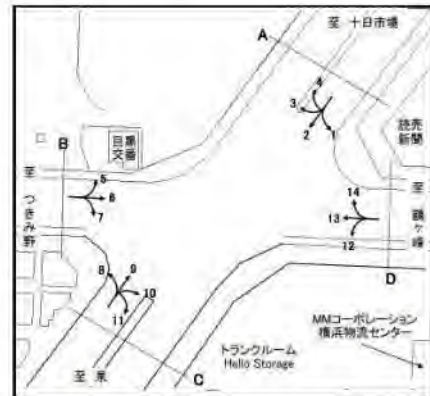 至 十日市場
A
4
3
2
1
読売
新聞
目黒
交番
B
至
つきみ野
5
6
7
14
13
12
至
鶴ヶ峰
D
8
9
10
11
C
至
トランクルーム
Hello Storage
MMコーポレーション
横浜物流センター